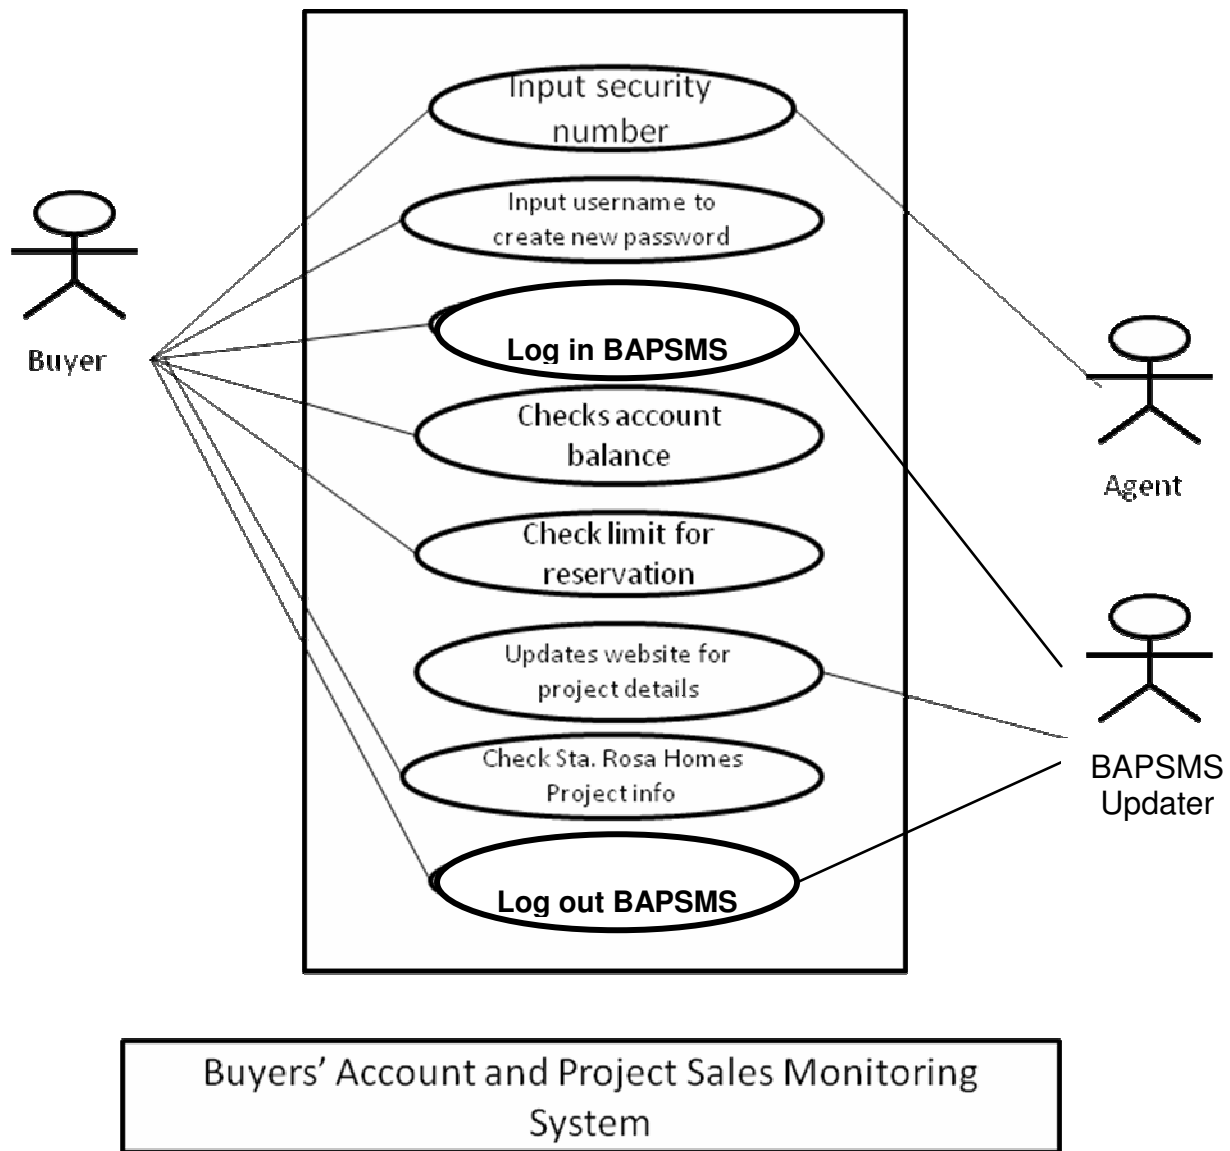 Input security
number
Input username to
create new password
Log in BAPSMS
Buyer
Checks account
balance
Agent
Check limit for
reservation
Updates website for
project details
Check Sta. Rosa Homes
Project info
BAPSMS
Updater
Log out BAPSMS
Buyers' Account and Project Sales Monitoring
System